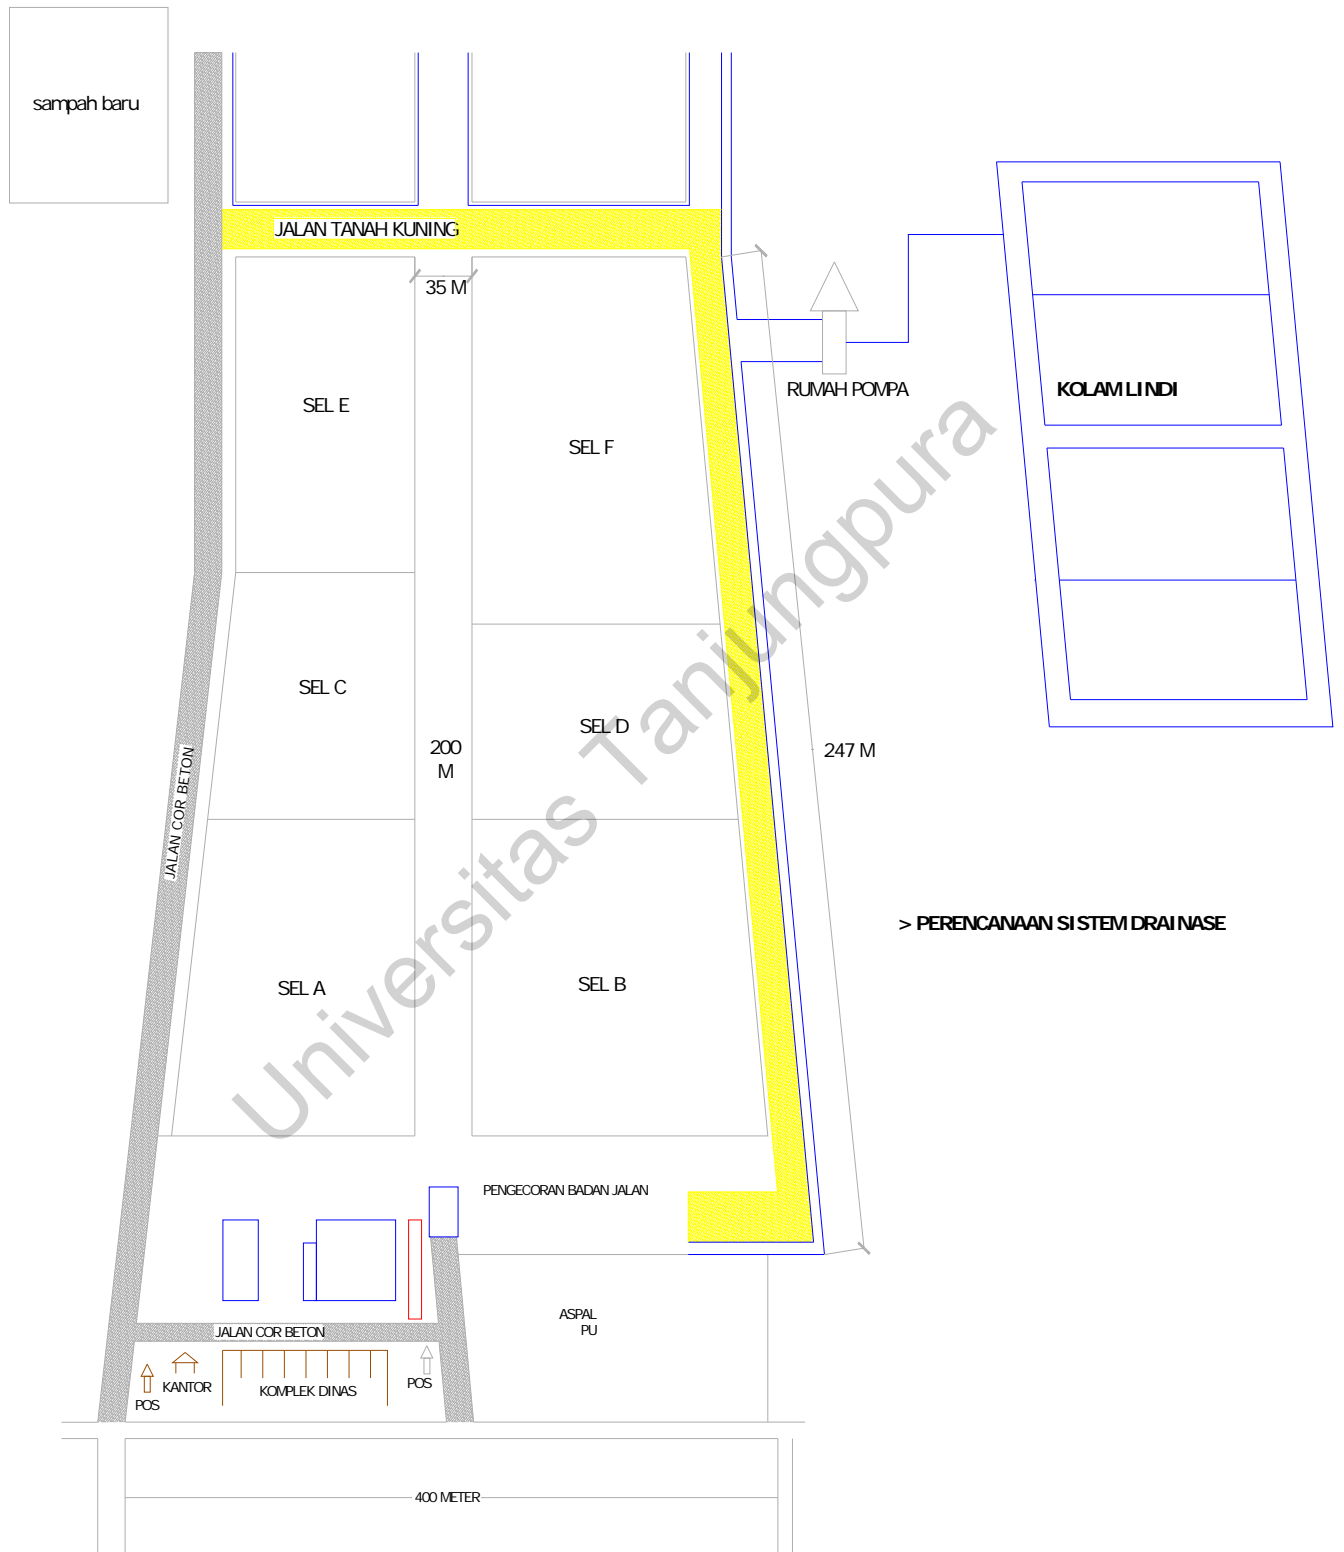 sampah baru
JALAN TANAH KUNING
35 M
RUMAH POMPA
KOLAM LINDI
SEL E
SEL F
SEL C
SEL D
200
M
247 M
JALAN COR BETON
> PERENCANAAN SISTEM DRAINASE
SEL A
SEL B
Universitas Tanjungpura
PENGECORAN BADAN JALAN
ASPAL
PU
JALAN COR BETON
KANTOR
KOMPLEK DINAS
POS
POS
400 METER